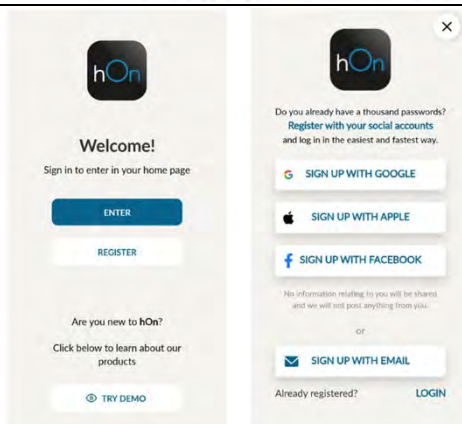 hOn
Welcome!
Sign in to enter in your home page
ENTER
REGISTER
Are you new to hOn?
Click below to learn about our
products
TRY DEMO
×
hOn
Do you already have a thousand passwords?
Register with your social accounts
and log in in the easiest and fastest way.
G SIGN UP WITH GOOGLE
SIGN UP WITH APPLE
f SIGN UP WITH FACEBOOK
No information relating to you will be shared
and we will not post anything from you.
or
SIGN UP WITH EMAIL
Already registered? LOGIN